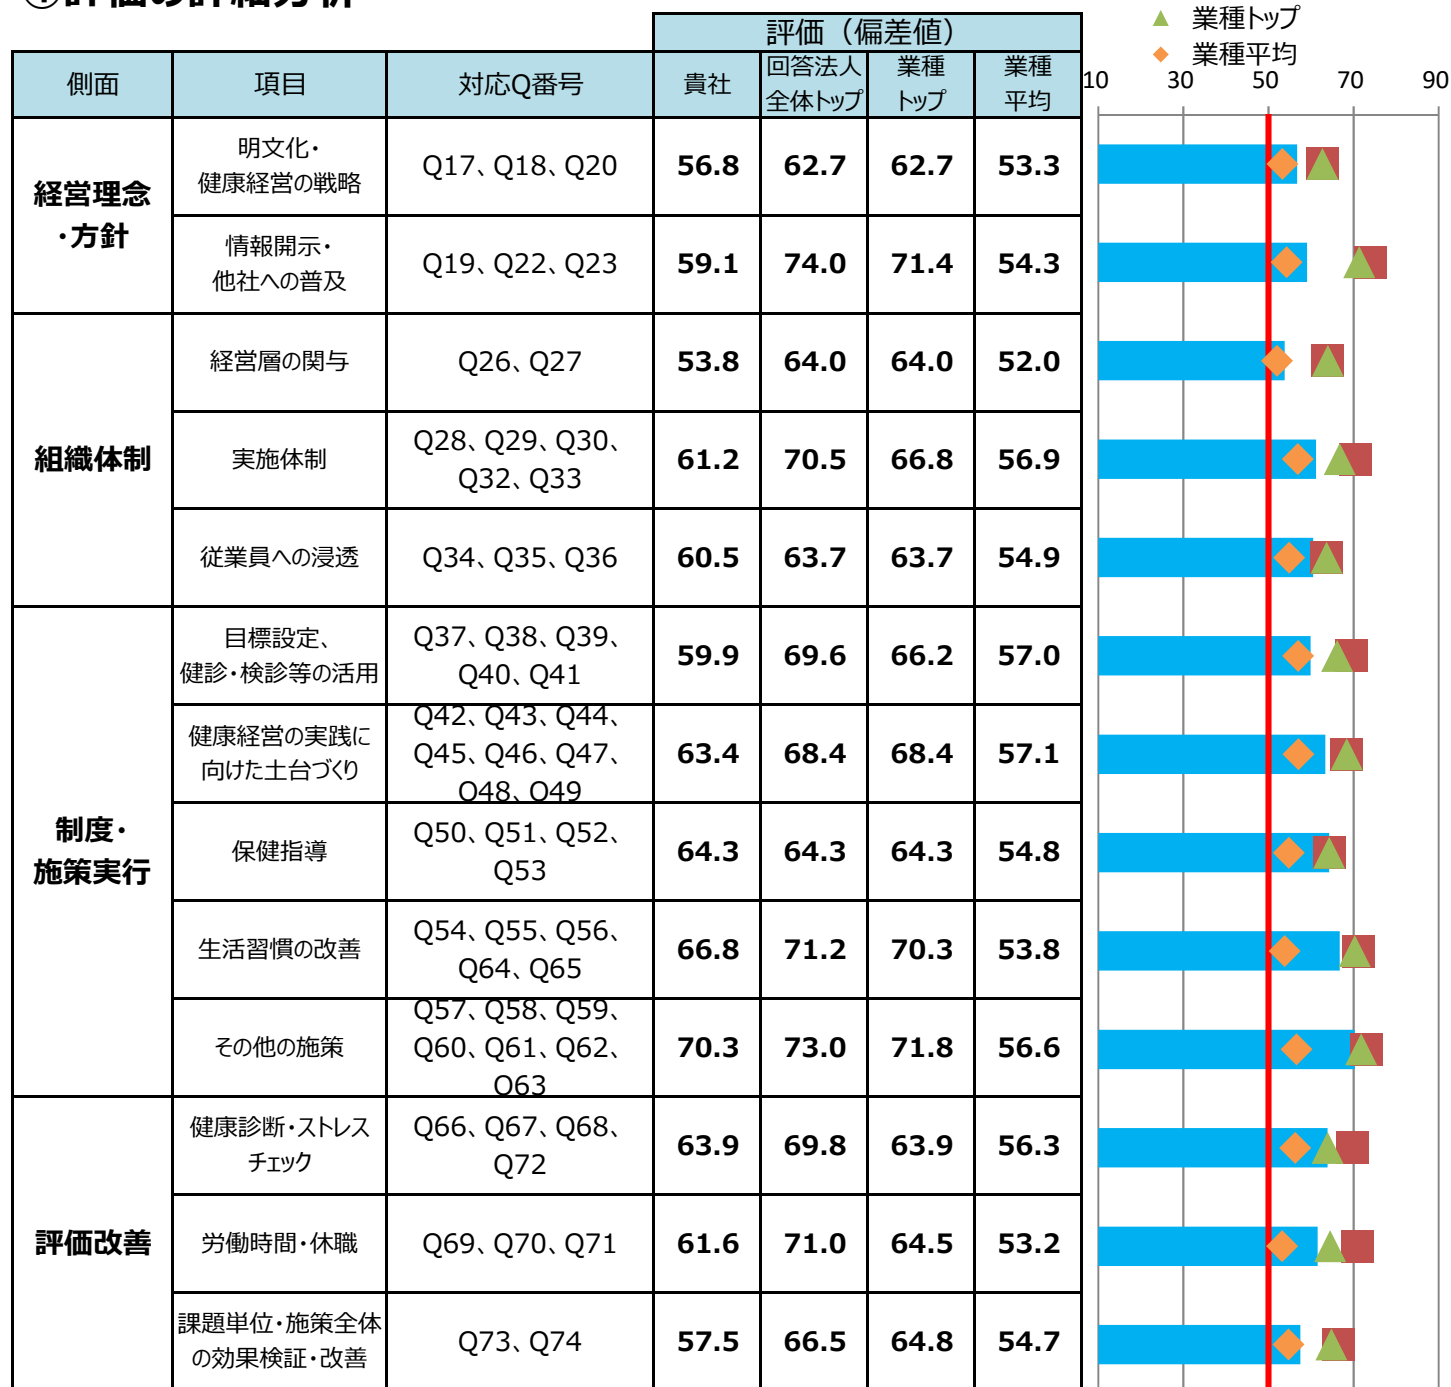 ①評価の詳細分析
▲ 業種トップ
◆ 業種平均
評価（偏差値）
側面 項目 対応Q番号 貴社 回答法人 業種 業種
全体トップ トップ 平均
10 30 50 70 90
経営理念
・方針
明文化・
健康経営の戦略
Q17、Q18、Q20
56.8 62.7 62.7 53.3
情報開示・
他社への普及
Q19、Q22、Q23
59.1 74.0 71.4 54.3
組織体制
経営層の関与
Q26、Q27
53.8 64.0 64.0 52.0
実施体制
Q28、Q29、Q30、
Q32、Q33
61.2 70.5 66.8 56.9
従業員への浸透
Q34、Q35、Q36
60.5 63.7 63.7 54.9
制度・
施策実行
目標設定、
健診・検診等の活用
Q37、Q38、Q39、
Q40、Q41
59.9 69.6 66.2 57.0
健康経営の実践に
向けた土台づくり
Q42、Q43、Q44、
Q45、Q46、Q47、
Q48、Q49
63.4 68.4 68.4 57.1
保健指導
Q50、Q51、Q52、
Q53
64.3 64.3 64.3 54.8
生活習慣の改善
Q54、Q55、Q56、
Q64、Q65
66.8 71.2 70.3 53.8
その他の施策
Q57、Q58、Q59、
Q60、Q61、Q62、
Q63
70.3 73.0 71.8 56.6
評価改善
健康診断・ストレス
チェック
Q66、Q67、Q68、
Q72
63.9 69.8 63.9 56.3
労働時間・休職
Q69、Q70、Q71
61.6 71.0 64.5 53.2
課題単位・施策全体
の効果検証・改善
Q73、Q74
57.5 66.5 64.8 54.7